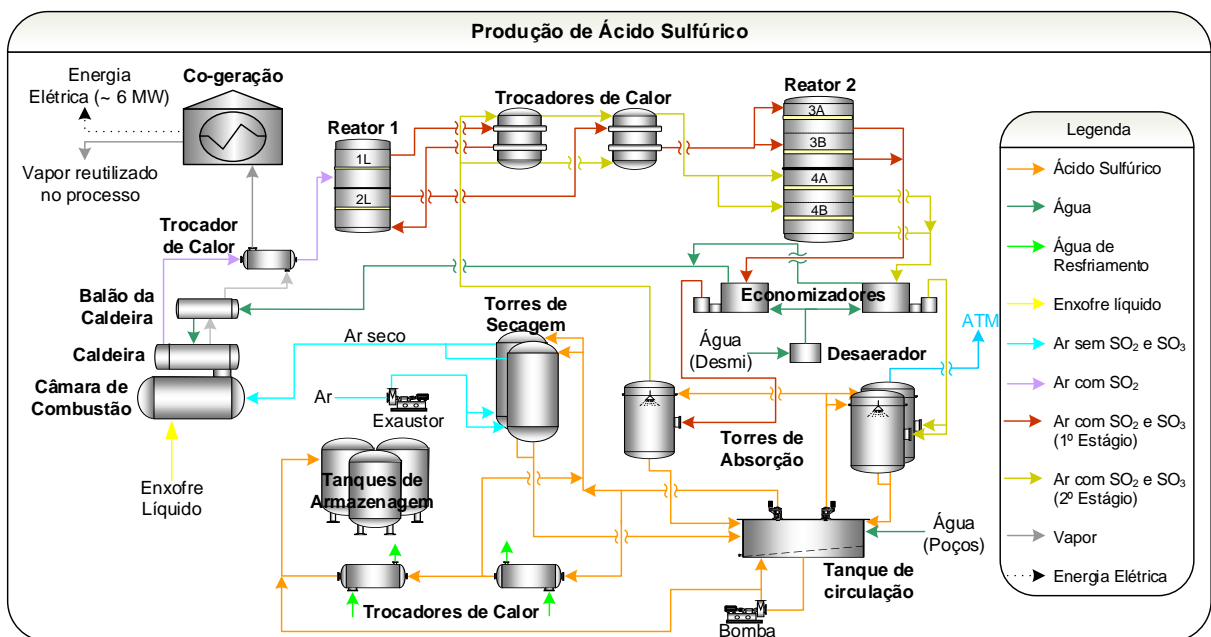 Produção de Ácido Sulfúrico
Energia
Elétrica (~ 6 MW)
Co-geração
Vapor reutilizado
no processo
Trocador
de Calor
Balão da
Caldeira
Caldeira
Câmara de
Combustão
Enxofre
Líquido
Reator 1
1L
2L
Trocadores de Calor
Reator 2
3A
3B
4A
4B
Torres de
Secagem
Ar seco
Ar
M
Exaustor
Tanques de
Armazenagem
Trocadores de Calor
Economizadores
Água
(Desmi)
Desaerador
ATM
Torres de
Absorção
Água
(Poços)
Tanque de
circulação
M
Bomba
Legenda
Ácido Sulfúrico
Água
Água de
Resfriamento
Enxofre líquido
Ar sem SO₂ e SO₃
Ar com SO₂
Ar com SO₂ e SO₃
(1º Estágio)
Ar com SO₂ e SO₃
(2º Estágio)
Vapor
Energia Elétrica